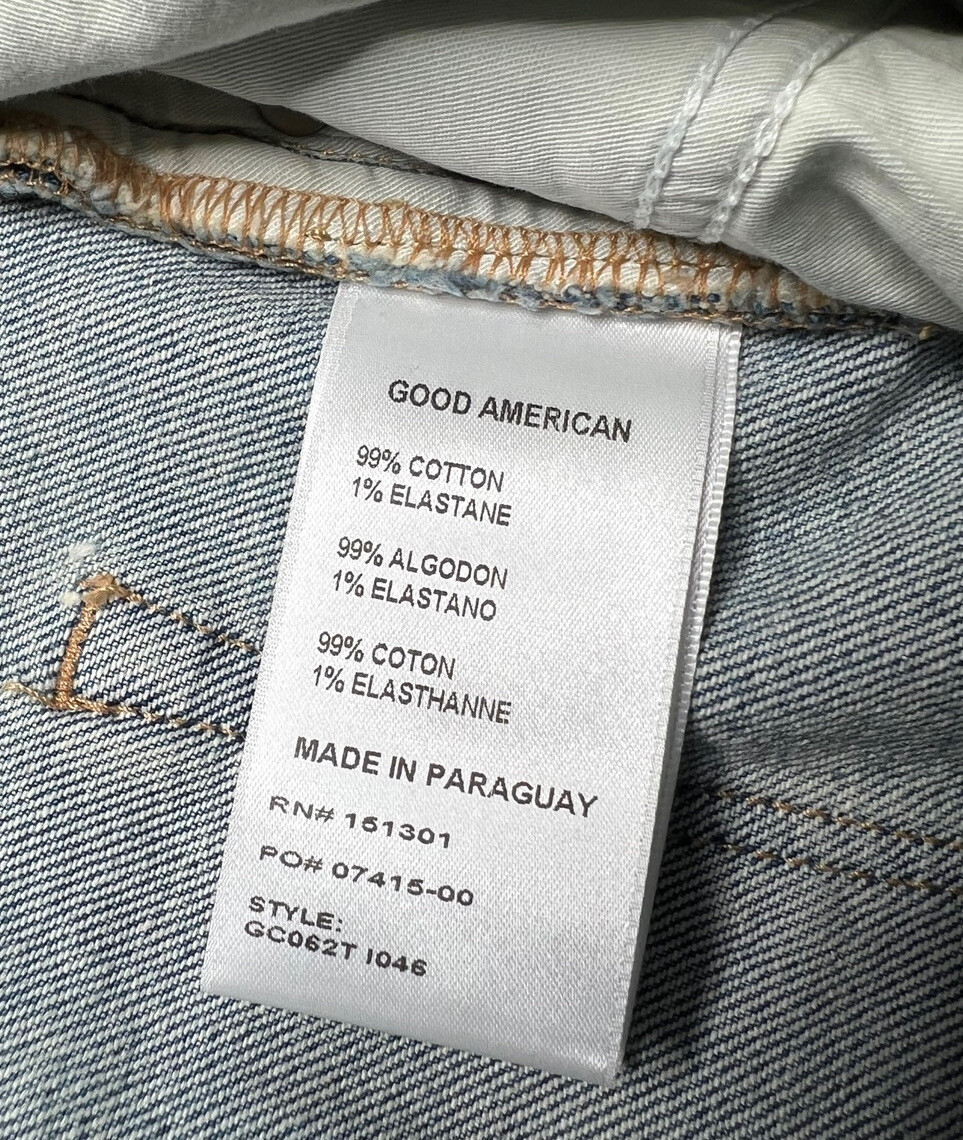 GOOD AMERICAN
99% COTTON
1% ELASTANE
99% ALGODON
1% ELASTANO
99% COTON
1% ELASTHANNE
MADE IN PARAGUAY
RN# 151301
PO# 07415-00
STYLE:
GC062T I046